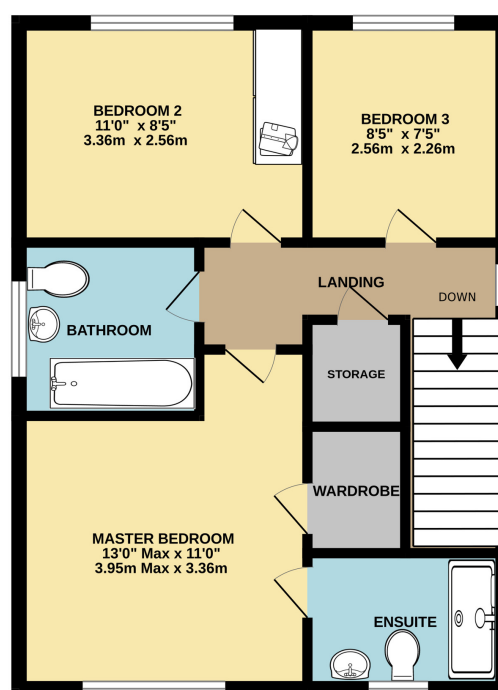 BEDROOM 2
11'0" x 8'5"
3.36m x 2.56m
BEDROOM 3
8'5" x 7'5"
2.56m x 2.26m
LANDING
DOWN
BATHROOM
STORAGE
WARDROBE
MASTER BEDROOM
13'0" Max x 11'0"
3.95m Max x 3.36m
ENSUITE